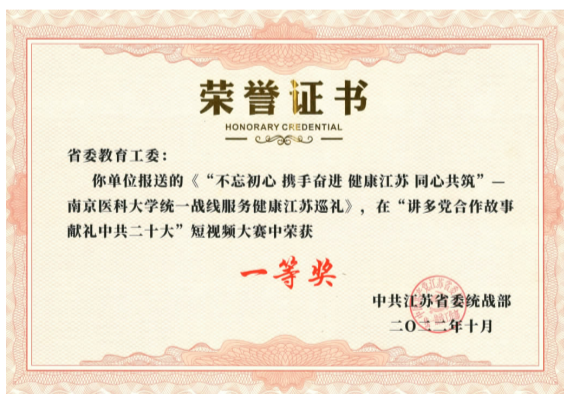 荣誉证书
HONORARY CREDENTIAL
省委教育工委：
你单位报送的《“不忘初心 携手奋进 健康江苏 同心共筑”—
南京医科大学统一战线服务健康江苏巡礼》，在“讲多党合作故事
献礼中共二十大”短视频大赛中荣获
一等奖
中共江苏省委统战部
二〇二二年十月